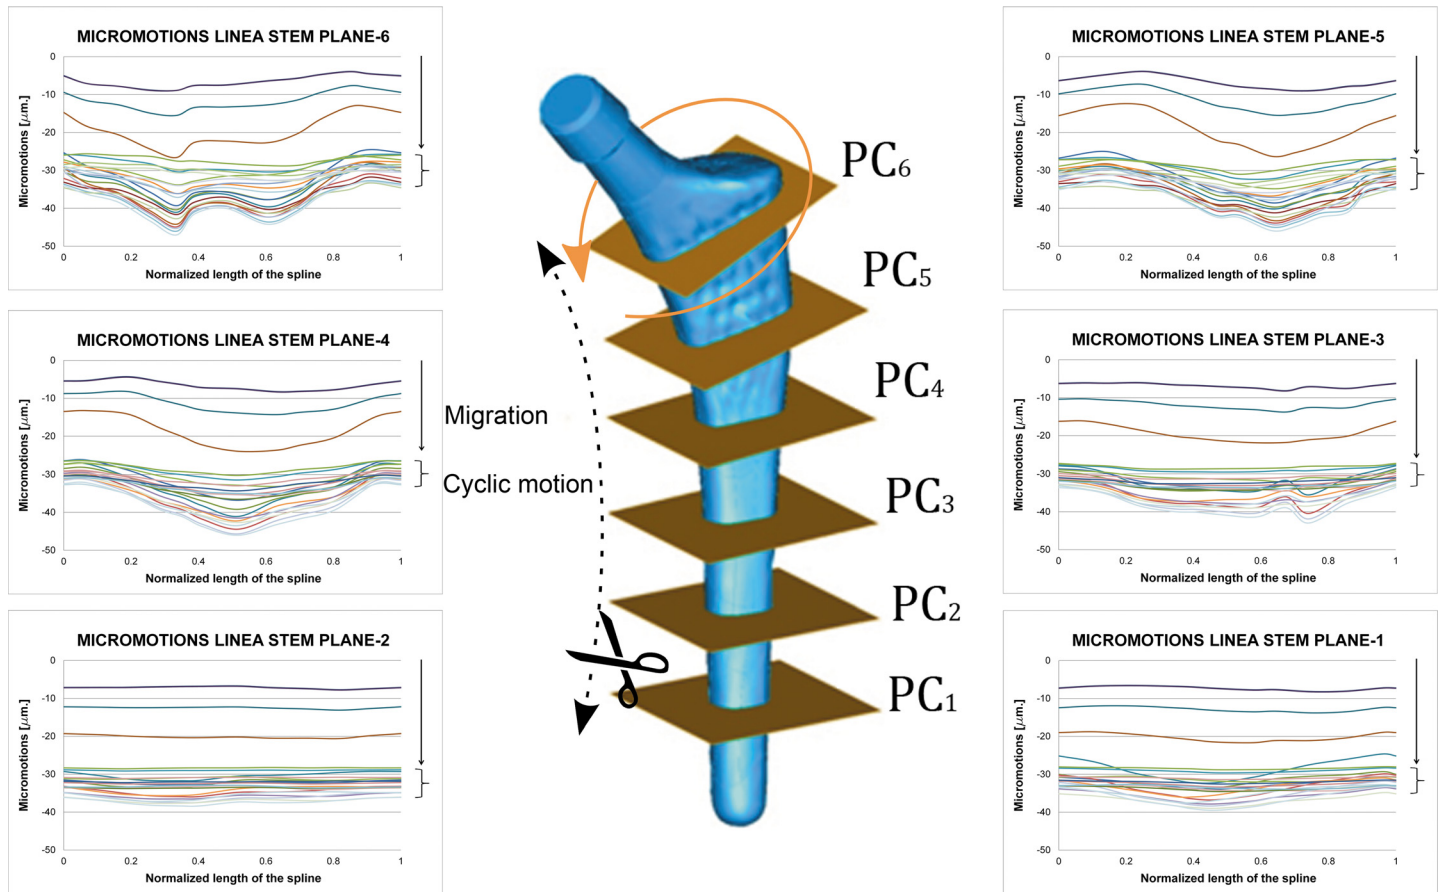 MICROMOTIONS LINEA STEM PLANE-6
Micromotions [μm.]
0
-10
-20
-30
-40
-50
0
0.2
0.4
0.6
0.8
1
Normalized length of the spline
MICROMOTIONS LINEA STEM PLANE-4
Micromotions [μm.]
0
-10
-20
-30
-40
-50
0
0.2
0.4
0.6
0.8
1
Normalized length of the spline
MICROMOTIONS LINEA STEM PLANE-2
Micromotions [μm.]
0
-10
-20
-30
-40
-50
0
0.2
0.4
0.6
0.8
1
Normalized length of the spline
Migration
Cyclic motion
PC6
PC5
PC4
PC3
PC2
PC1
MICROMOTIONS LINEA STEM PLANE-5
Micromotions [μm.]
0
-10
-20
-30
-40
-50
0
0.2
0.4
0.6
0.8
1
Normalized length of the spline
MICROMOTIONS LINEA STEM PLANE-3
Micromotions [μm.]
0
-10
-20
-30
-40
-50
0
0.2
0.4
0.6
0.8
1
Normalized length of the spline
MICROMOTIONS LINEA STEM PLANE-1
Micromotions [μm.]
0
-10
-20
-30
-40
-50
0
0.2
0.4
0.6
0.8
1
Normalized length of the spline